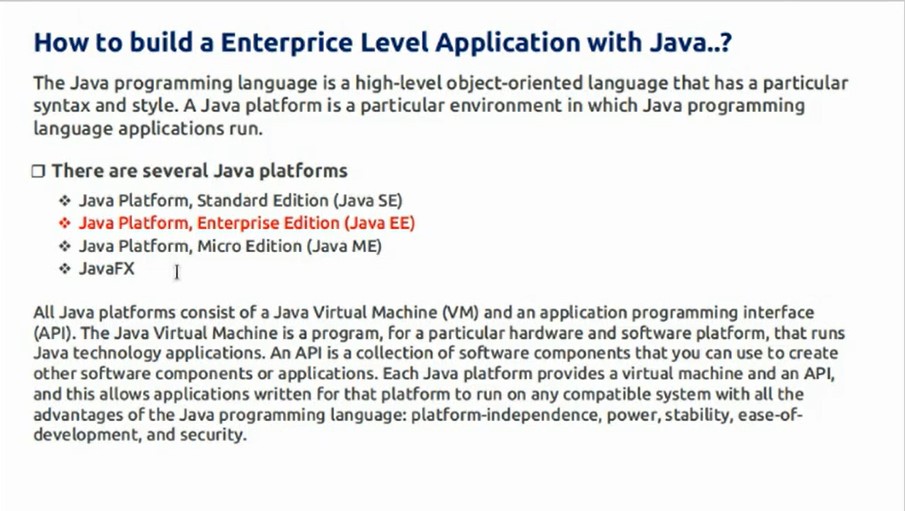 How to build a Enterprice Level Application with Java..?
The Java programming language is a high-level object-oriented language that has a particular
syntax and style. A Java platform is a particular environment in which Java programming
language applications run.
❐ There are several Java platforms
❖ Java Platform, Standard Edition (Java SE)
❖ Java Platform, Enterprise Edition (Java EE)
❖ Java Platform, Micro Edition (Java ME)
❖ JavaFX
All Java platforms consist of a Java Virtual Machine (VM) and an application programming interface
(API). The Java Virtual Machine is a program, for a particular hardware and software platform, that runs
Java technology applications. An API is a collection of software components that you can use to create
other software components or applications. Each Java platform provides a virtual machine and an API,
and this allows applications written for that platform to run on any compatible system with all the
advantages of the Java programming language: platform-independence, power, stability, ease-of-
development, and security.